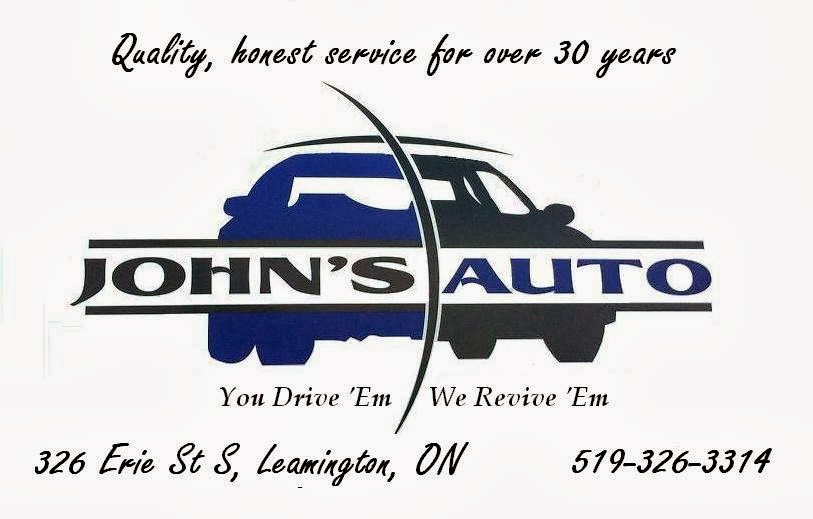 Quality, honest service for over 30 years
JOHN'S AUTO
You Drive 'Em We Revive 'Em
326 Erie St S, Leamington, ON 519-326-3314